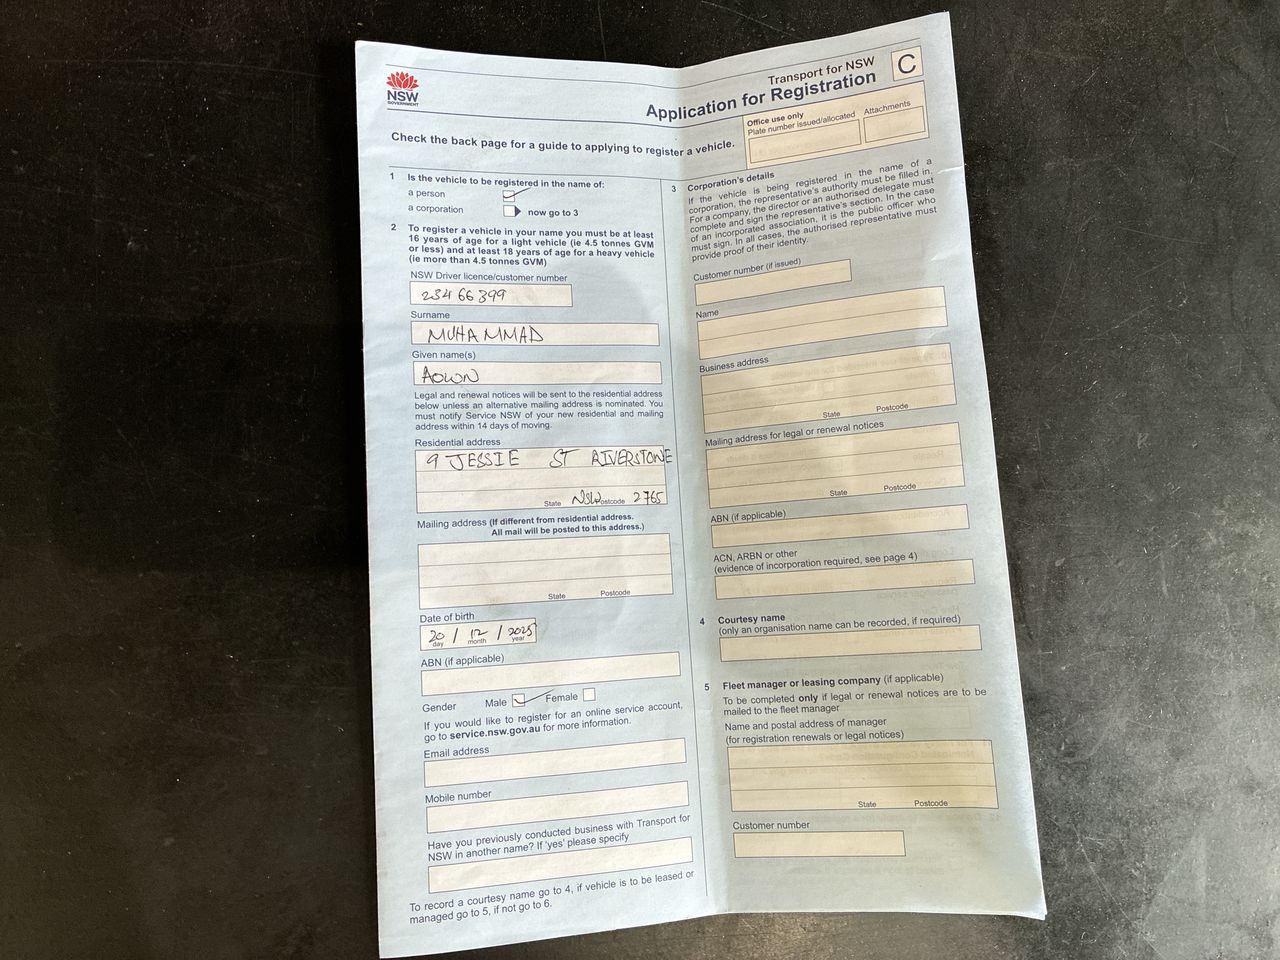 NSW
GOVERNMENT
Transport for NSW
Application for Registration
C
Check the back page for a guide to applying to register a vehicle.
Office use only
Plate number issued/allocated
Attachments
1 Is the vehicle to be registered in the name of:
a person
a corporation now go to 3
2 To register a vehicle in your name you must be at least
16 years of age for a light vehicle (ie 4.5 tonnes GVM
or less) and at least 18 years of age for a heavy vehicle
(ie more than 4.5 tonnes GVM)
NSW Driver licence/customer number
23466399
Surname
MUHAMMAD
Given name(s)
AOWN
Legal and renewal notices will be sent to the residential address
below unless an alternative mailing address is nominated. You
must notify Service NSW of your new residential and mailing
address within 14 days of moving.
Residential address
9 JESSIE ST RIVERSTONE
State NSW Postcode 2765
Mailing address (If different from residential address.
All mail will be posted to this address.)
State Postcode
Date of birth
20 / 12 / 2025
day month year
ABN (if applicable)
Gender Male Female
If you would like to register for an online service account,
go to service.nsw.gov.au for more information.
Email address
Mobile number
Have you previously conducted business with Transport for
NSW in another name? If 'yes' please specify
To record a courtesy name go to 4, if vehicle is to be leased or
managed go to 5, if not go to 6.
3 Corporation's details
If the vehicle is being registered in the name of a
corporation, the representative's authority must be filled in.
For a company, the director or an authorised delegate must
complete and sign the representative's section. In the case
of an incorporated association, it is the public officer who
must sign. In all cases, the authorised representative must
provide proof of their identity.
Customer number (if issued)
Name
Business address
State Postcode
Mailing address for legal or renewal notices
State Postcode
ABN (if applicable)
ACN, ARBN or other
(evidence of incorporation required, see page 4)
4 Courtesy name
(only an organisation name can be recorded, if required)
5 Fleet manager or leasing company (if applicable)
To be completed only if legal or renewal notices are to be
mailed to the fleet manager
Name and postal address of manager
(for registration renewals or legal notices)
State Postcode
Customer number